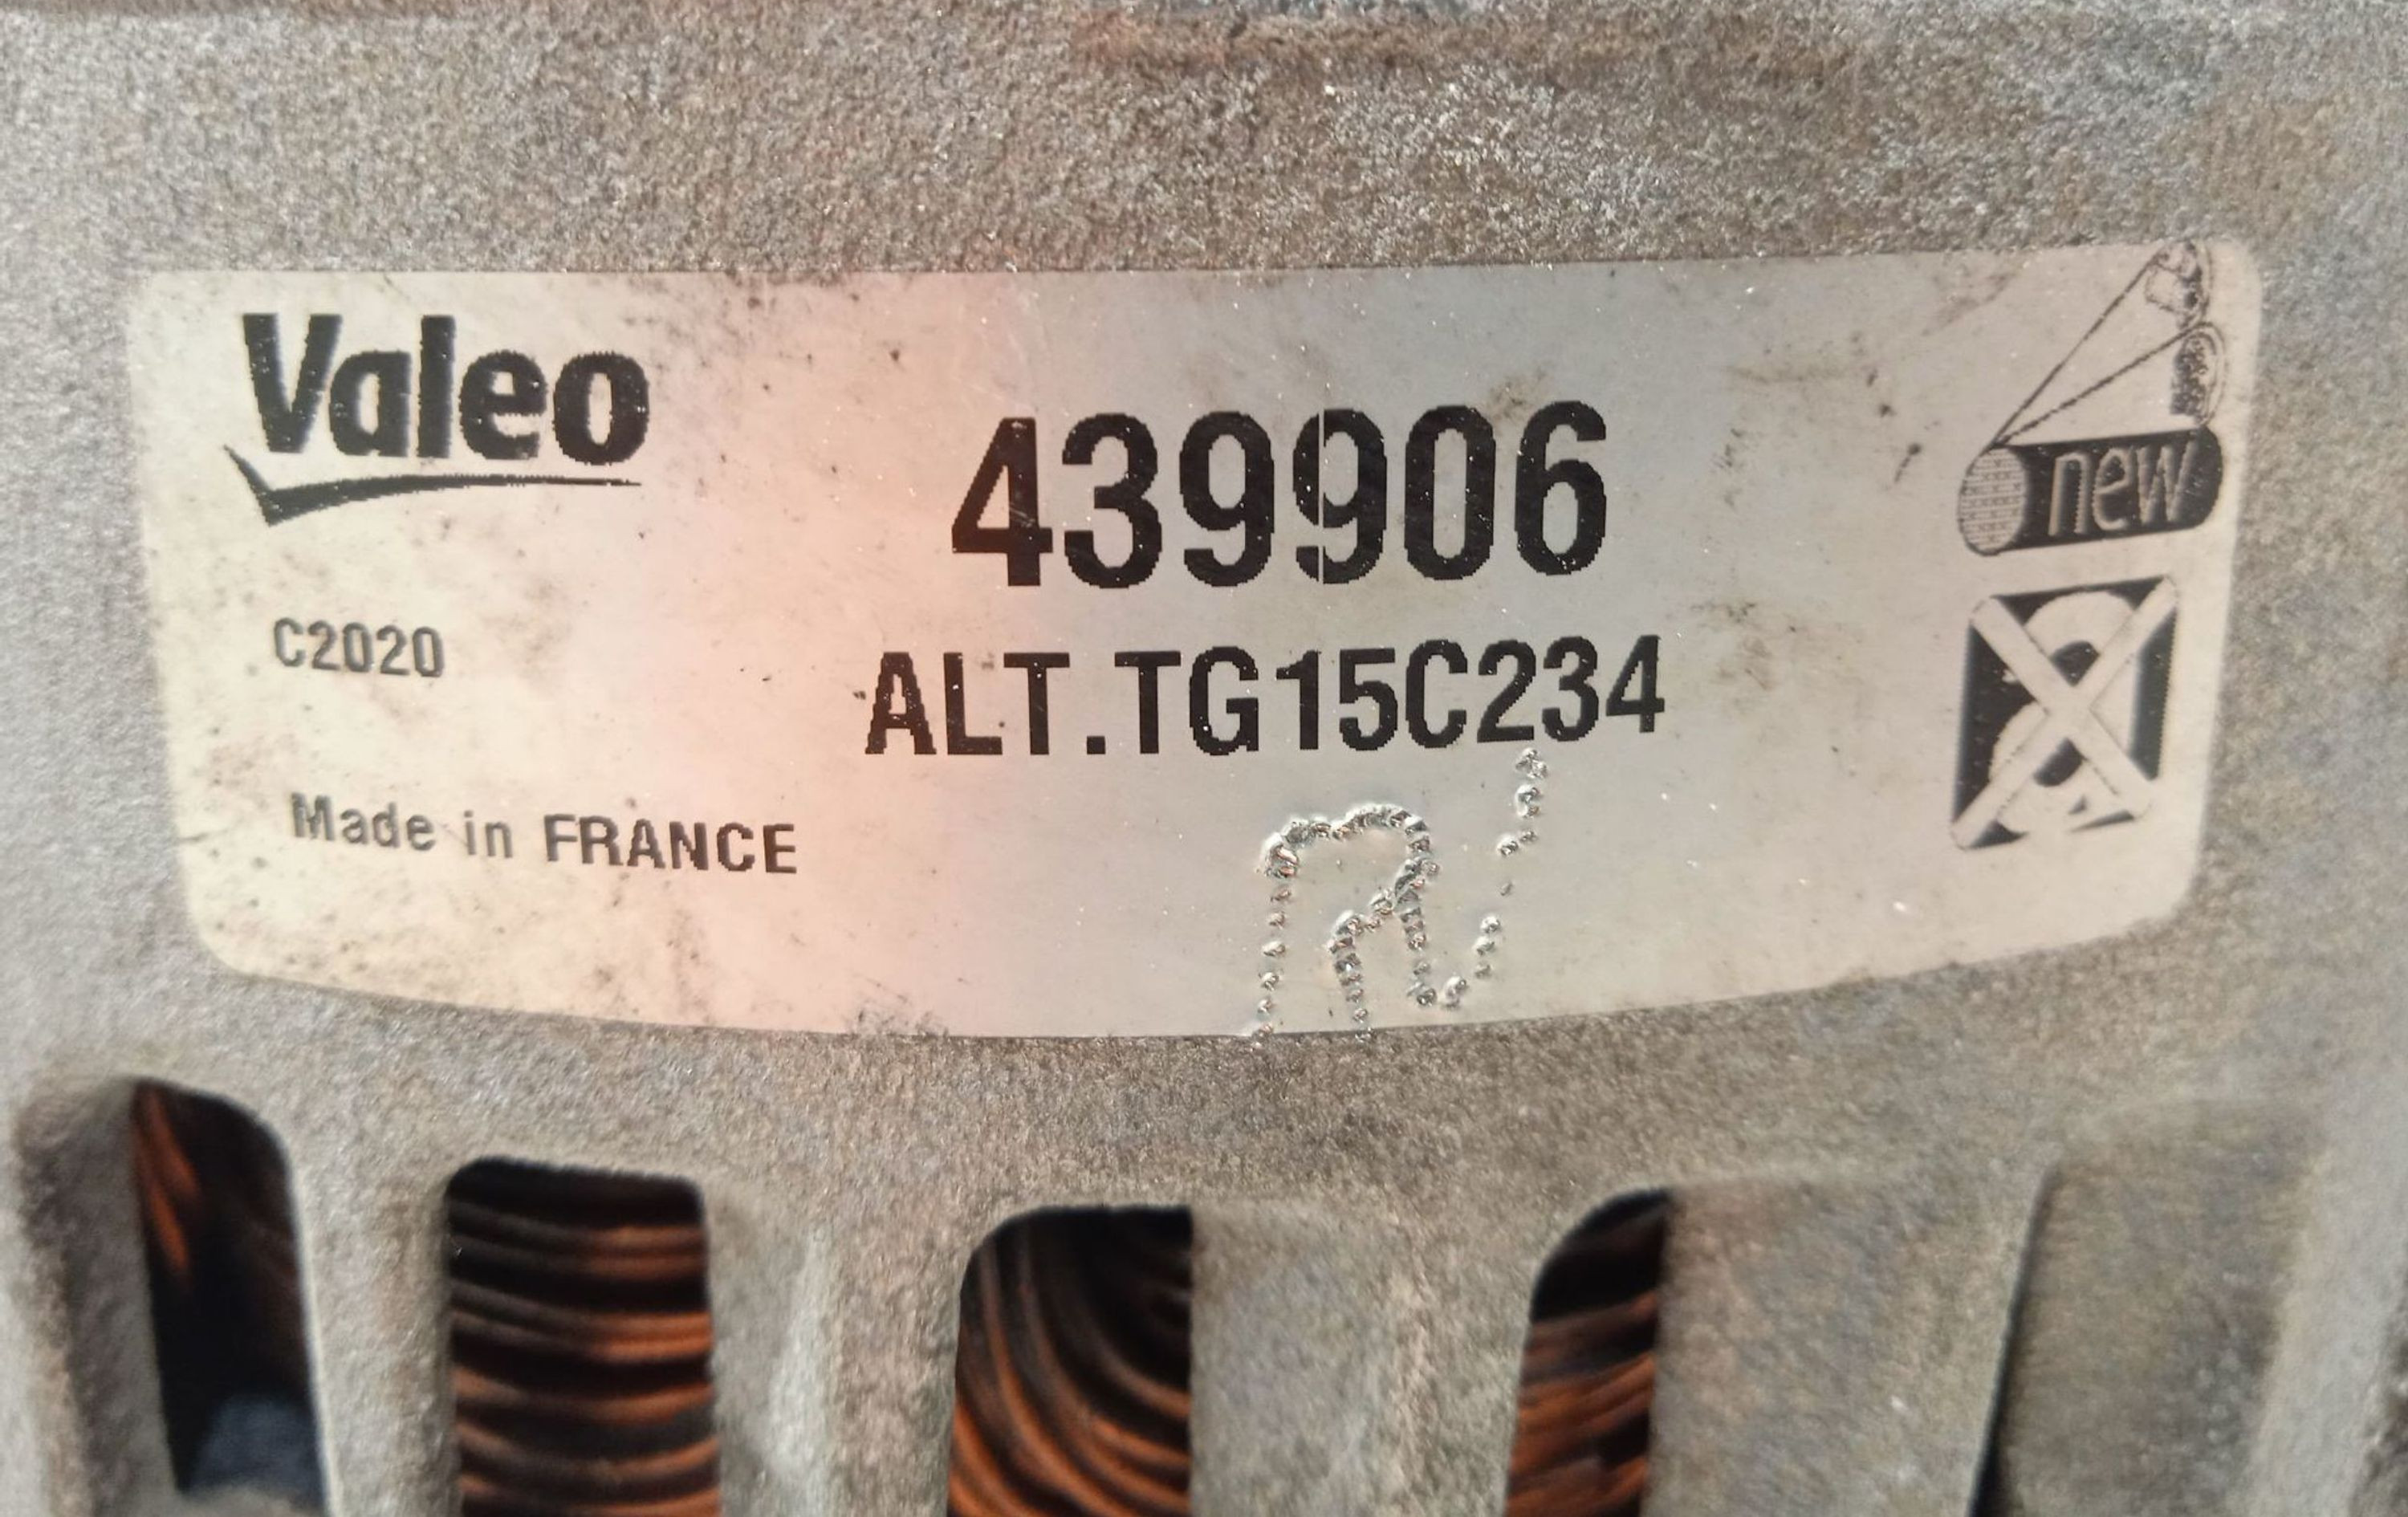 Valeo
439906
new
C2020
ALT.TG15C234
Made in FRANCE